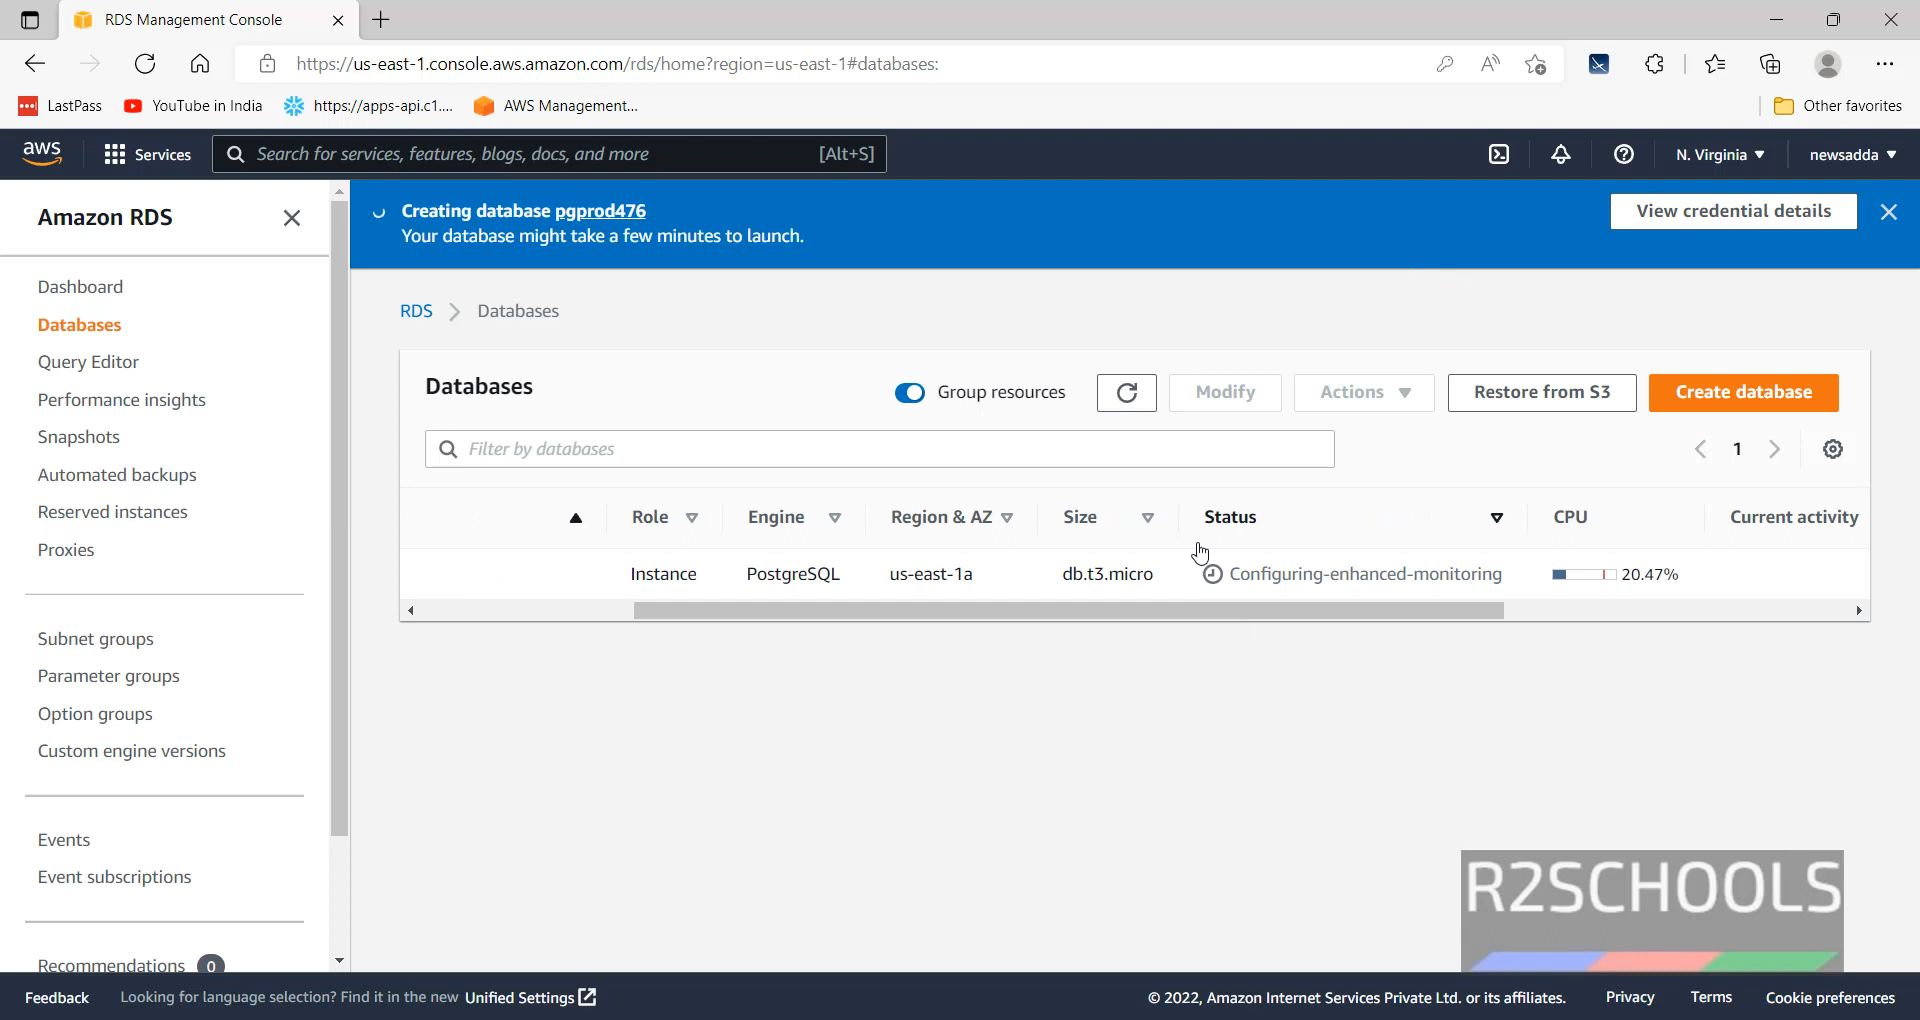 RDS Management Console
https://us-east-1.console.aws.amazon.com/rds/home?region=us-east-1#databases:
LastPass
YouTube in India
https://apps-api.c1....
AWS Management...
Other favorites
aws
Services
Search for services, features, blogs, docs, and more
[Alt+S]
N. Virginia
newsadda
Amazon RDS
Dashboard
Databases
Query Editor
Performance insights
Snapshots
Automated backups
Reserved instances
Proxies
Subnet groups
Parameter groups
Option groups
Custom engine versions
Events
Event subscriptions
Recommendations 0
Creating database pgprod476
Your database might take a few minutes to launch.
View credential details
RDS > Databases
Databases
Group resources
Modify
Actions
Restore from S3
Create database
Filter by databases
1
Role Engine Region & AZ Size Status CPU Current activity
Instance PostgreSQL us-east-1a db.t3.micro Configuring-enhanced-monitoring 20.47%
R2SCHOOLS
Feedback Looking for language selection? Find it in the new Unified Settings
© 2022, Amazon Internet Services Private Ltd. or its affiliates. Privacy Terms Cookie preferences